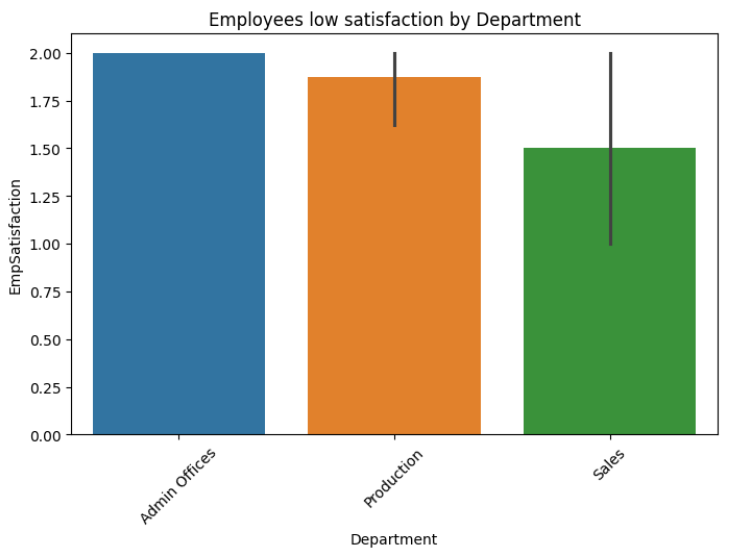 Employees low satisfaction by Department
2.00
1.75
1.50
1.25
1.00
0.75
0.50
0.25
0.00
EmpSatisfaction
Admin Offices
Production
Sales
Department